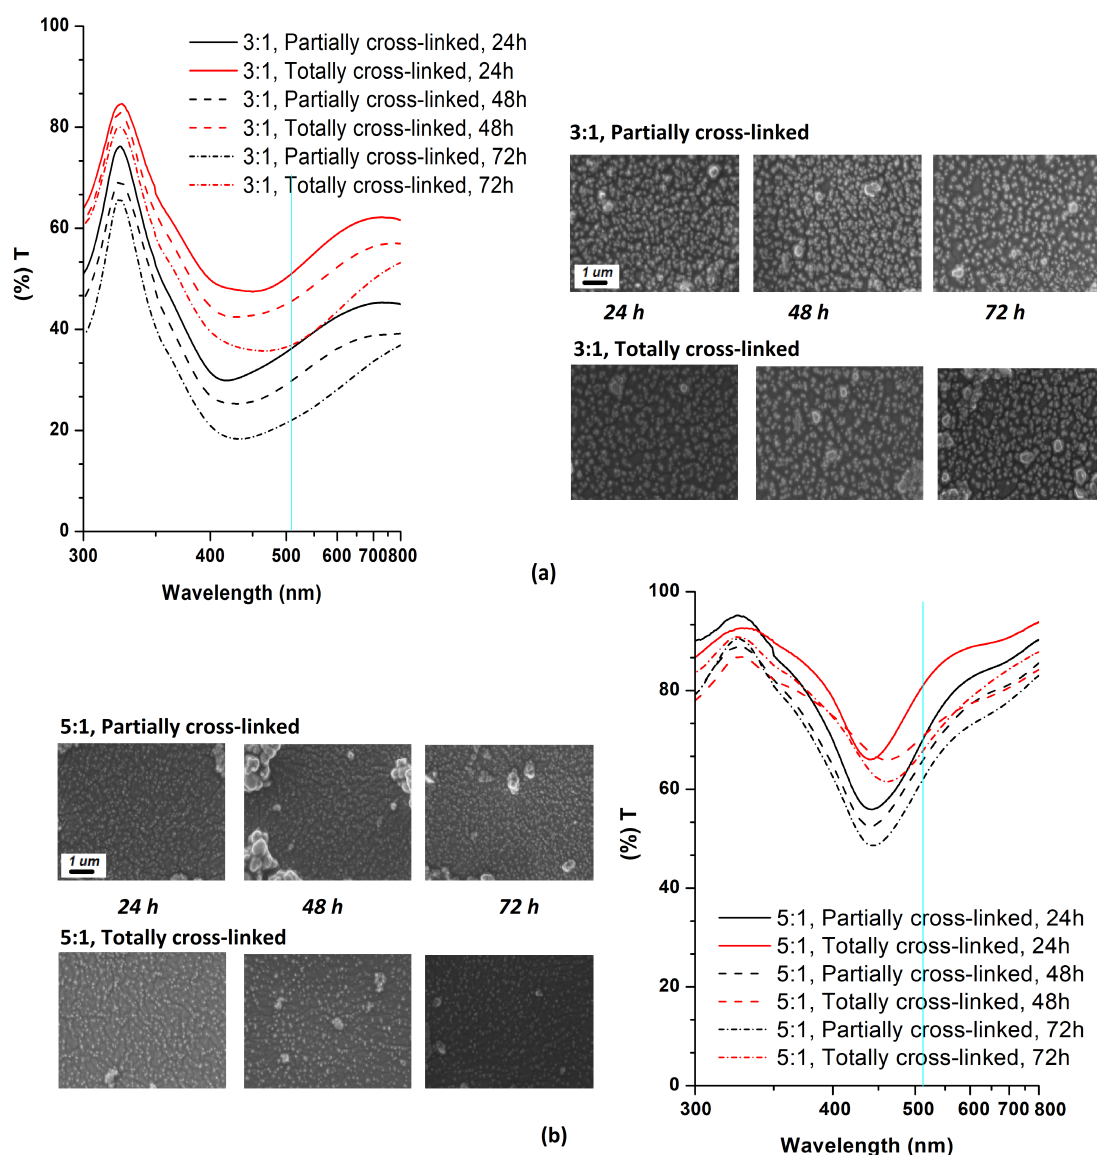 100
80
60
40
20
0
(%) T
3:1, Partially cross-linked, 24h
3:1, Totally cross-linked, 24h
3:1, Partially cross-linked, 48h
3:1, Totally cross-linked, 48h
3:1, Partially cross-linked, 72h
3:1, Totally cross-linked, 72h
300 400 500 600 700 800
Wavelength (nm)
3:1, Partially cross-linked
1 um
24 h 48 h 72 h
3:1, Totally cross-linked
(a)
5:1, Partially cross-linked
1 um
24 h 48 h 72 h
5:1, Totally cross-linked
100
80
60
40
20
0
(%) T
5:1, Partially cross-linked, 24h
5:1, Totally cross-linked, 24h
5:1, Partially cross-linked, 48h
5:1, Totally cross-linked, 48h
5:1, Partially cross-linked, 72h
5:1, Totally cross-linked, 72h
300 400 500 600 700 800
Wavelength (nm)
(b)